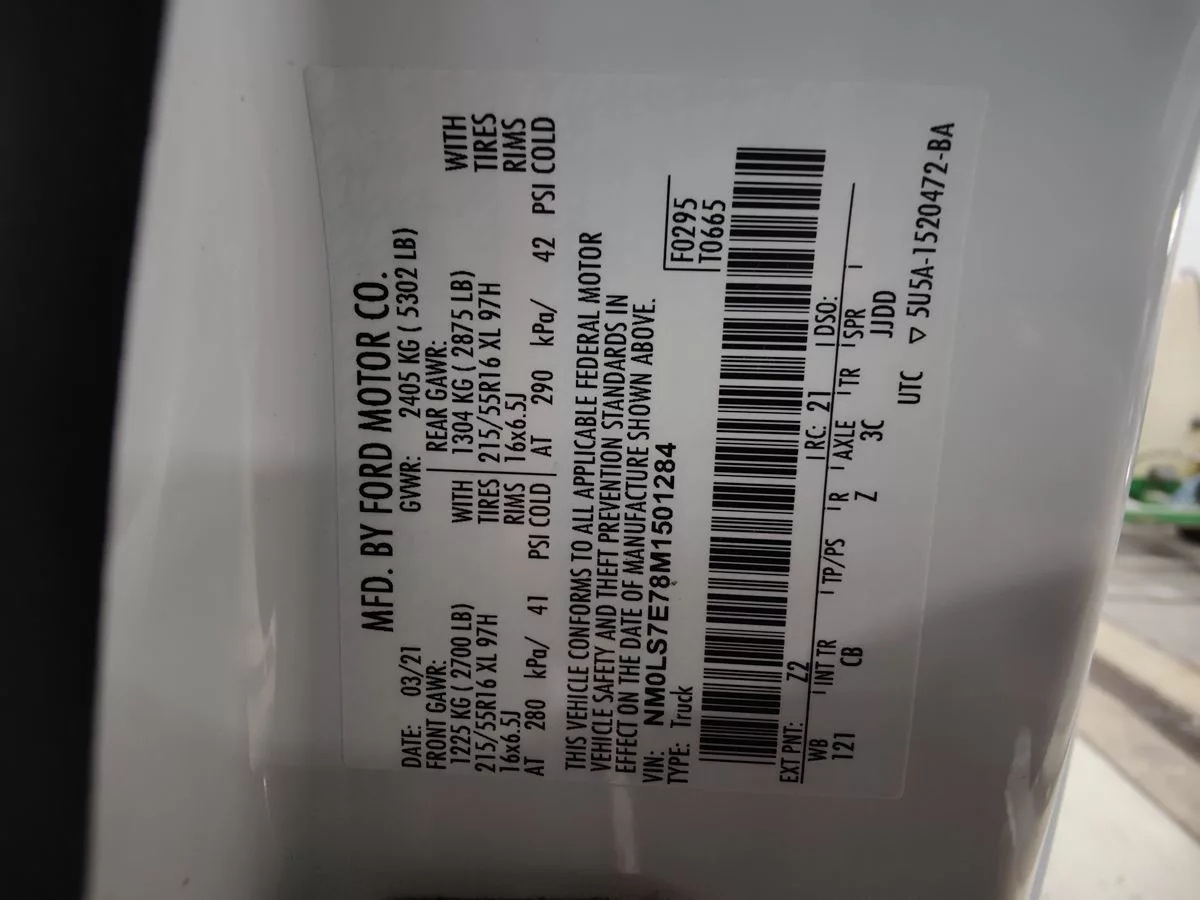 MFD. BY FORD MOTOR CO.
DATE: 03/21 GVWR: 2405 KG ( 5302 LB)
FRONT GAWR: REAR GAWR:
1225 KG ( 2700 LB) WITH 1304 KG ( 2875 LB) WITH
215/55R16 XL 97H TIRES 215/55R16 XL 97H TIRES
16x6.5J RIMS 16x6.5J RIMS
AT 280 kPa/ 41 PSI COLD AT 290 kPa/ 42 PSI COLD
THIS VEHICLE CONFORMS TO ALL APPLICABLE FEDERAL MOTOR
VEHICLE SAFETY AND THEFT PREVENTION STANDARDS IN
EFFECT ON THE DATE OF MANUFACTURE SHOWN ABOVE.
VIN: NM0LS7E78M1501284 F0295
TYPE: Truck T0665
EXT PNT: Z2 RC: 21 DSO:
WB INT TR TP/PS R AXLE TR SPR
121 CB Z 3C JJDD
UTC ▽ 5U5A-1520472-BA